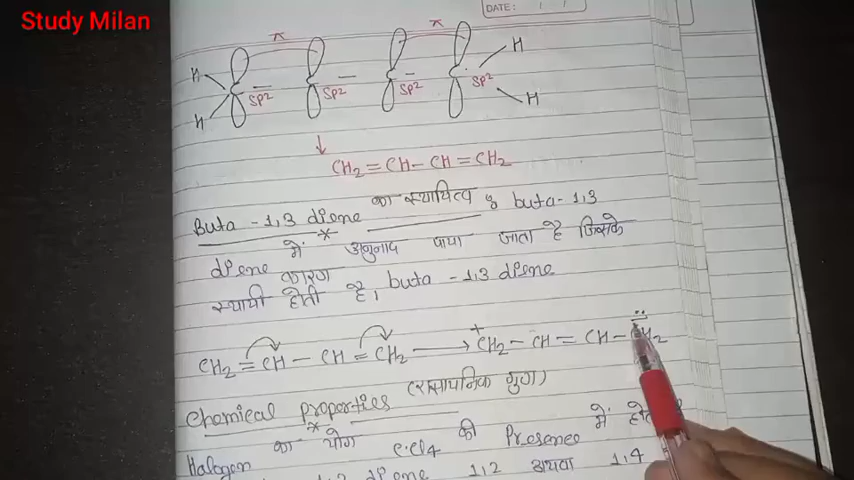 Study Milan
DATE:
π π
H H
SP² SP² SP² SP²
H H
↓
CH₂ = CH - CH = CH₂
Buta - 1,3 diene का स्थायित्व : buta - 1,3
diene में अनुनाद पाया जाता है जिसके
कारण
स्थायी होती है, buta - 1,3 diene
CH₂ = CH - CH = CH₂ → ⁺CH₂ - CH = CH - CH₂
Chemical properties (रासायनिक गुण)
Halogen का योग CCl₄ की Presence में
1,3 diene 1,2 अथवा 1,4